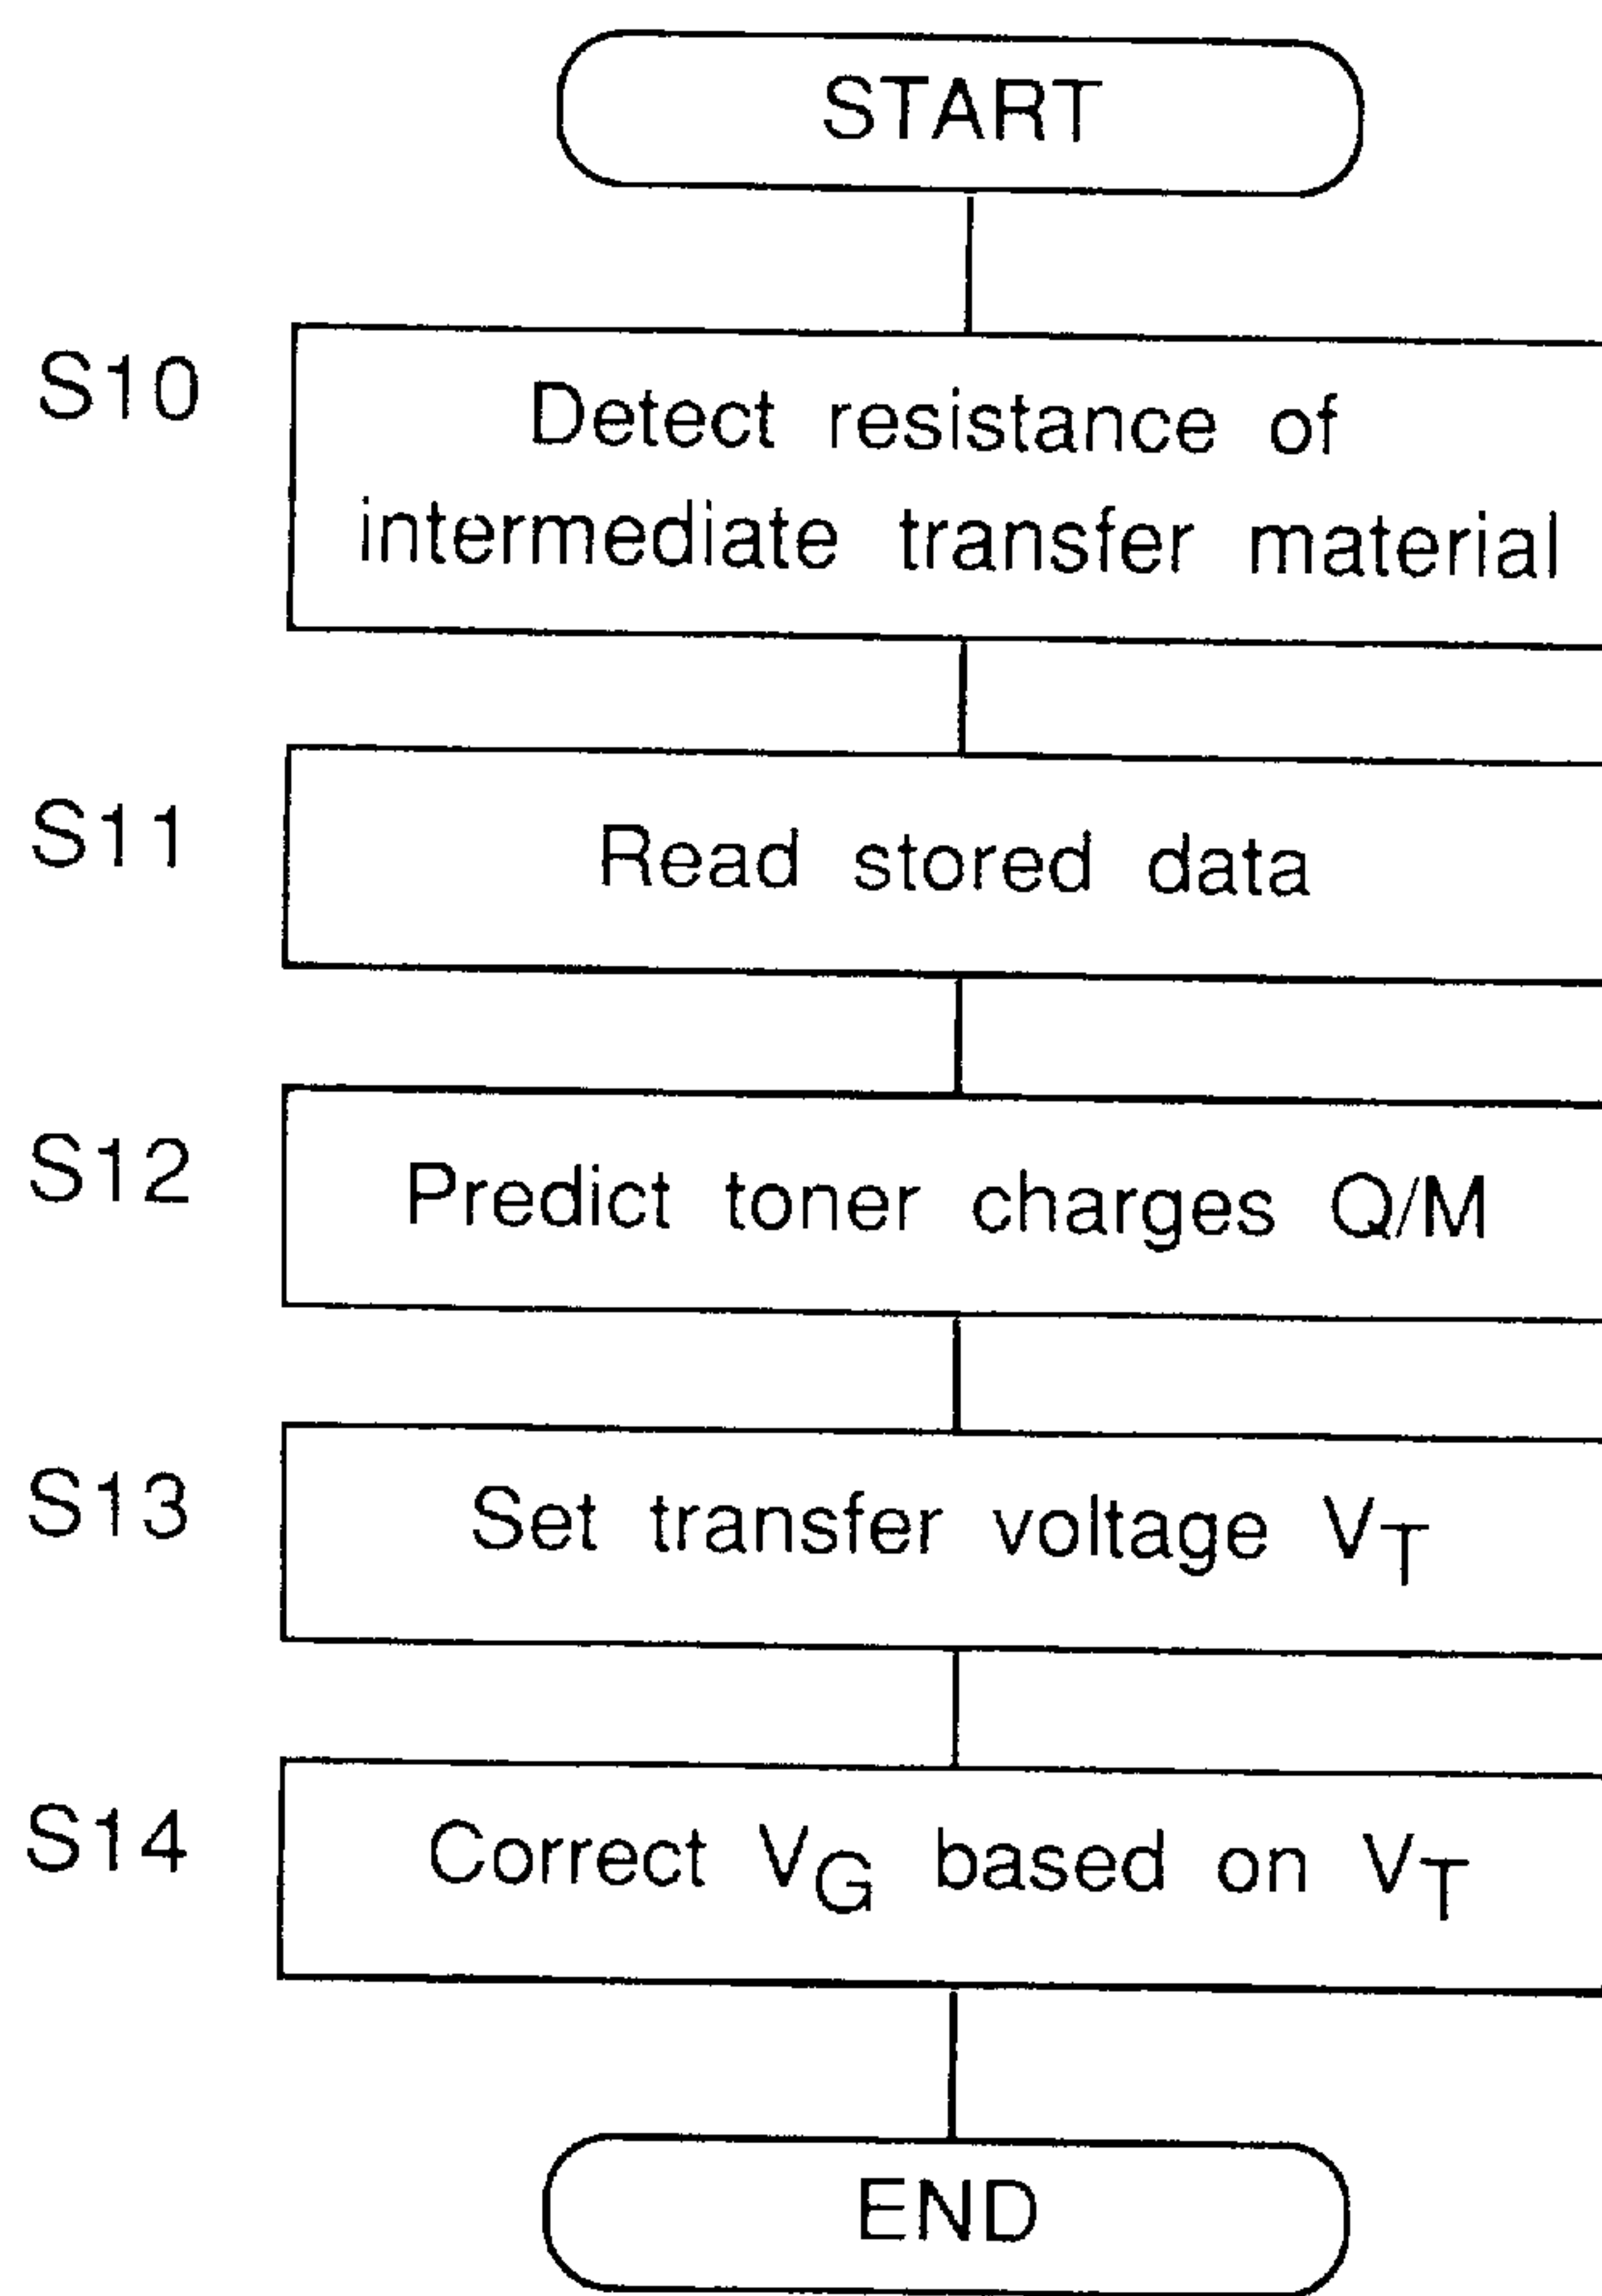 START
S10
Detect resistance of
intermediate transfer material
S11
Read stored data
S12
Predict toner charges Q/M
S13
Set transfer voltage VT
S14
Correct VG based on VT
END